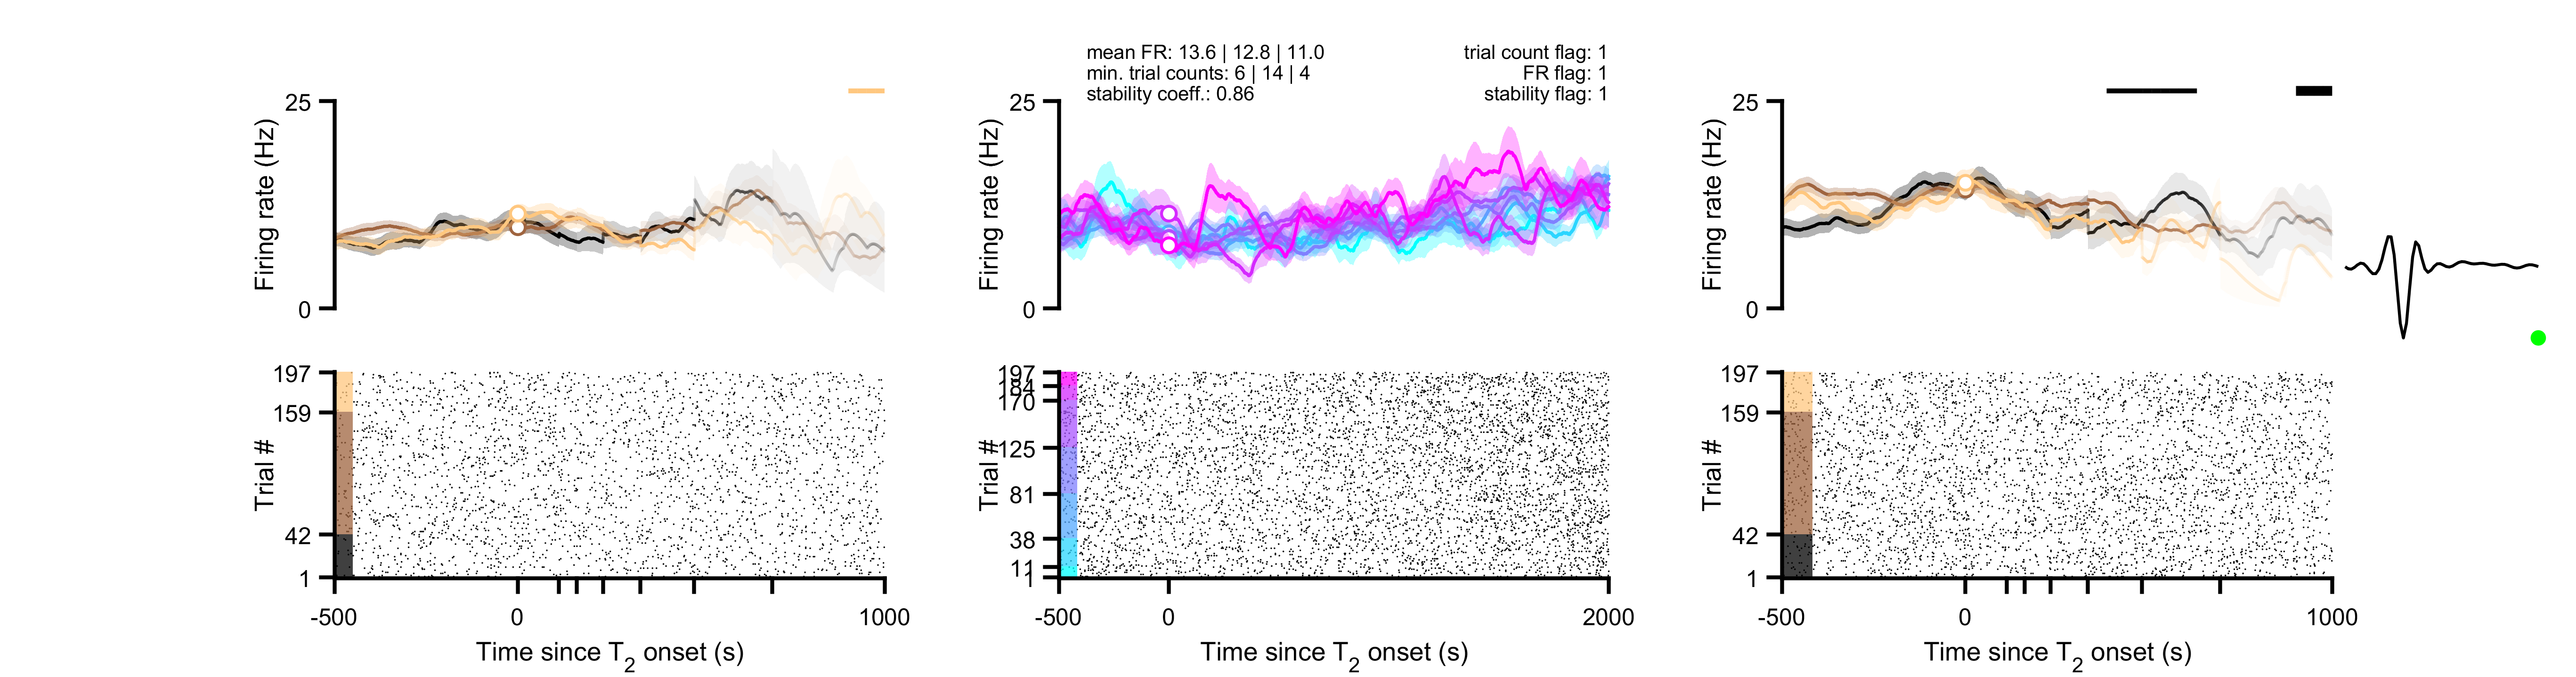 mean FR: 13.6 | 12.8 | 11.0
min. trial counts: 6 | 14 | 4
stability coeff.: 0.86
trial count flag: 1
FR flag: 1
stability flag: 1
25
0
Firing rate (Hz)
25
0
Firing rate (Hz)
25
0
Firing rate (Hz)
197
159
42
1
Trial #
-500
0
1000
Time since T2 onset (s)
197
184
170
125
81
38
11
1
Trial #
-500
0
2000
Time since T2 onset (s)
197
159
42
1
Trial #
-500
0
1000
Time since T2 onset (s)